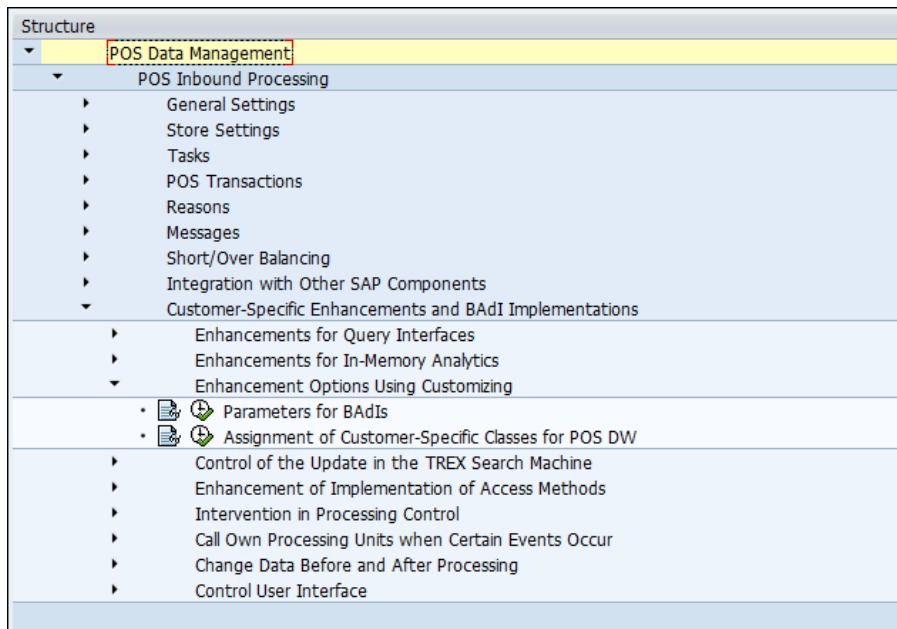 Structure
POS Data Management
POS Inbound Processing
General Settings
Store Settings
Tasks
POS Transactions
Reasons
Messages
Short/Over Balancing
Integration with Other SAP Components
Customer-Specific Enhancements and BAdI Implementations
Enhancements for Query Interfaces
Enhancements for In-Memory Analytics
Enhancement Options Using Customizing
Parameters for BAdIs
Assignment of Customer-Specific Classes for POS DW
Control of the Update in the TREX Search Machine
Enhancement of Implementation of Access Methods
Intervention in Processing Control
Call Own Processing Units when Certain Events Occur
Change Data Before and After Processing
Control User Interface